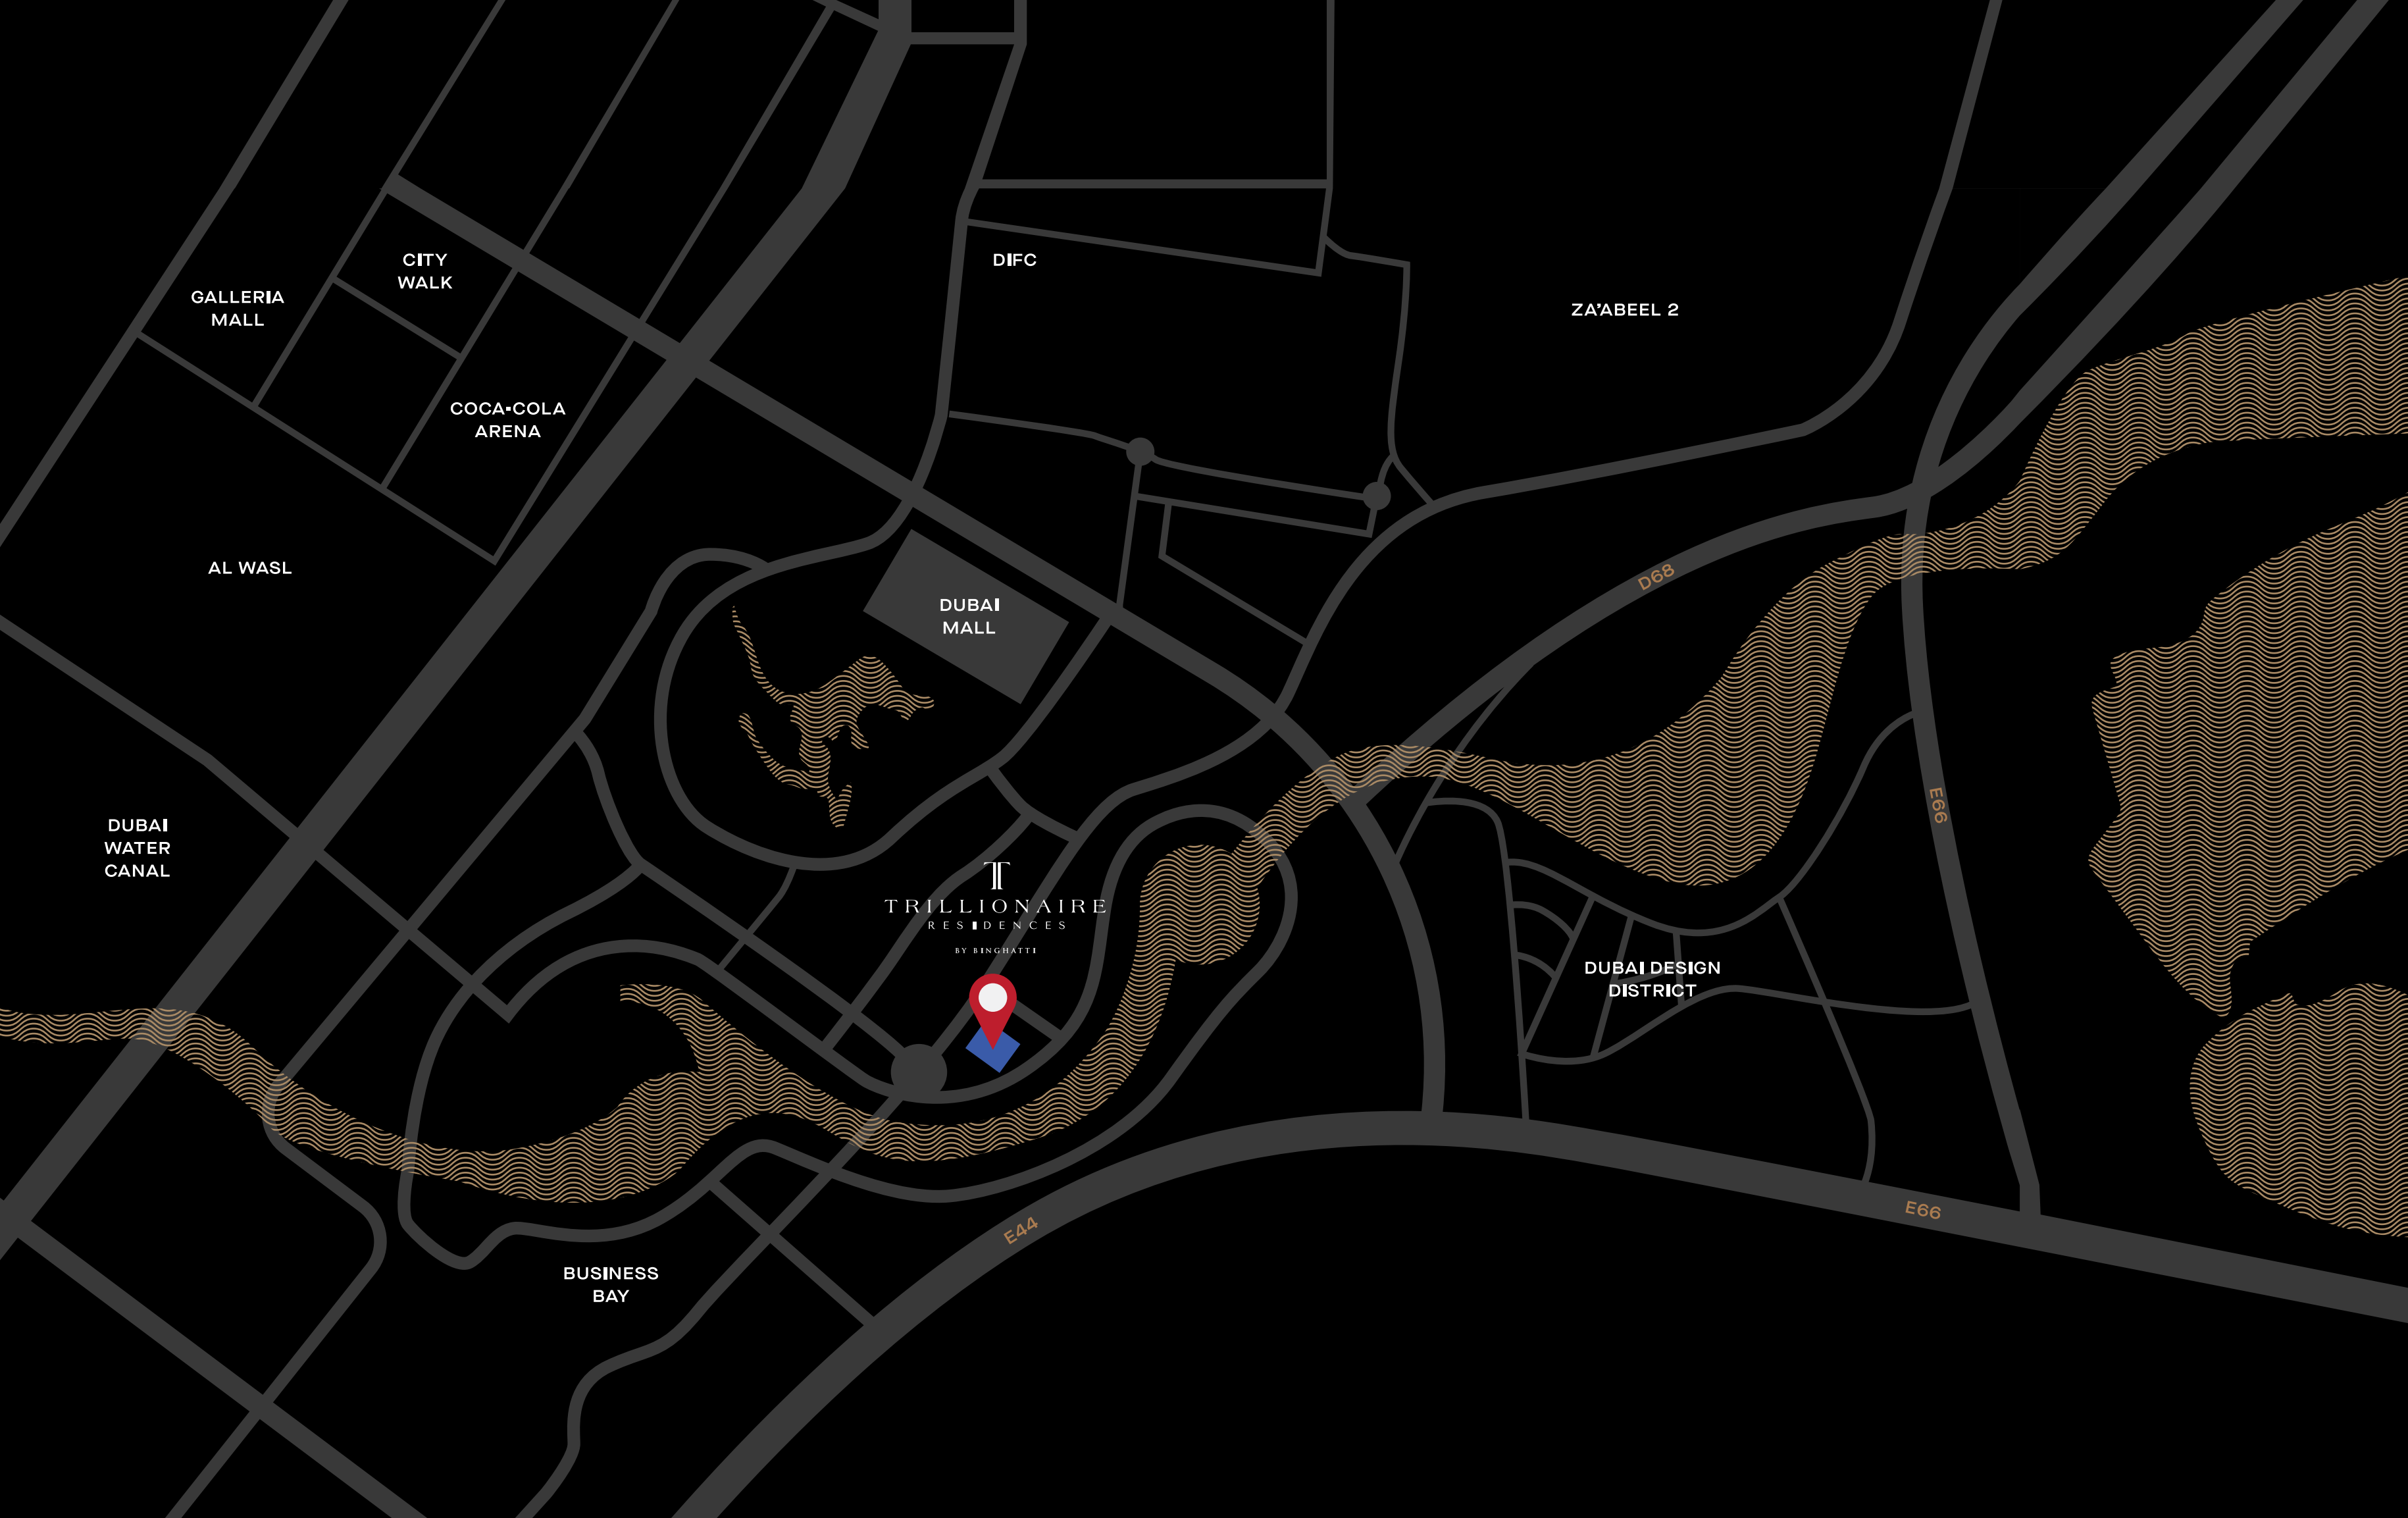 CITY
WALK
DIFC
GALLERIA
MALL
ZA'ABEEL 2
COCA-COLA
ARENA
AL WASL
D68
DUBAI
MALL
E66
DUBAI
WATER
CANAL
T
TRILLIONAIRE
RESIDENCES
BY BINGHATTI
DUBAI DESIGN
DISTRICT
E66
E44
BUSINESS
BAY